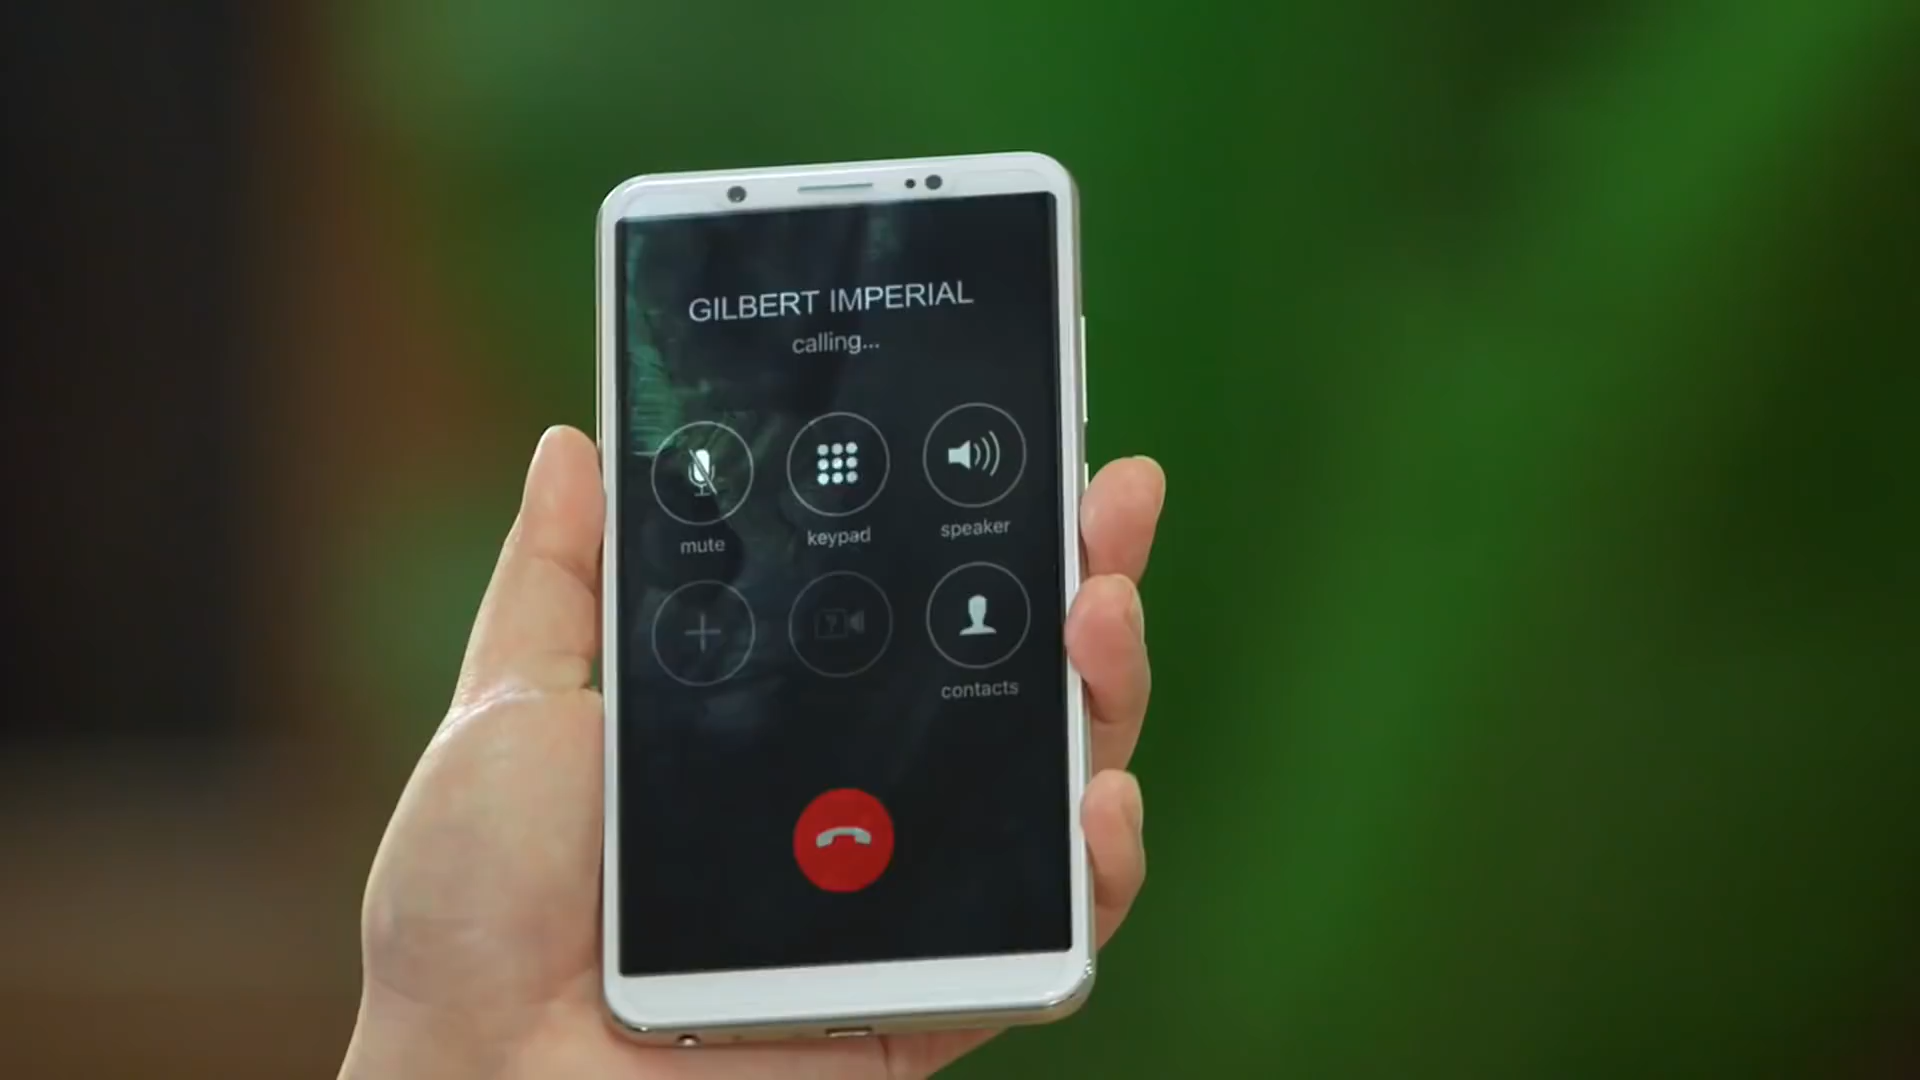 GILBERT IMPERIAL
calling...
mute
keypad
speaker
contacts